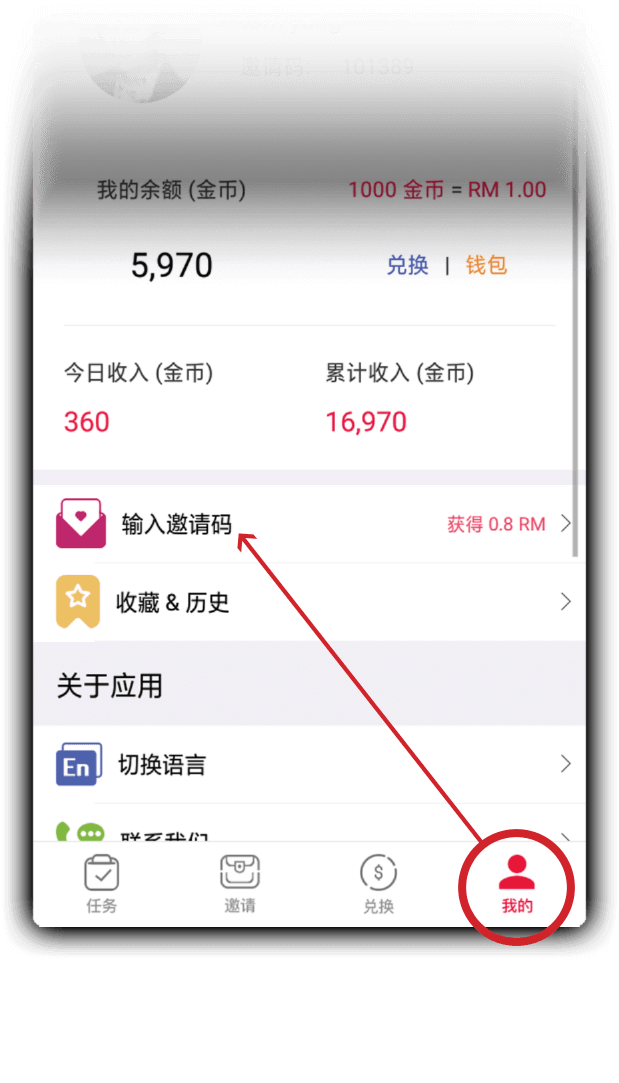 邀请码: 101389
我的余额 (金币)
1000 金币 = RM 1.00
5,970
兑换 | 钱包
今日收入 (金币)
累计收入 (金币)
360
16,970
输入邀请码
获得 0.8 RM
收藏 & 历史
关于应用
En
切换语言
联系我们
任务
邀请
兑换
我的